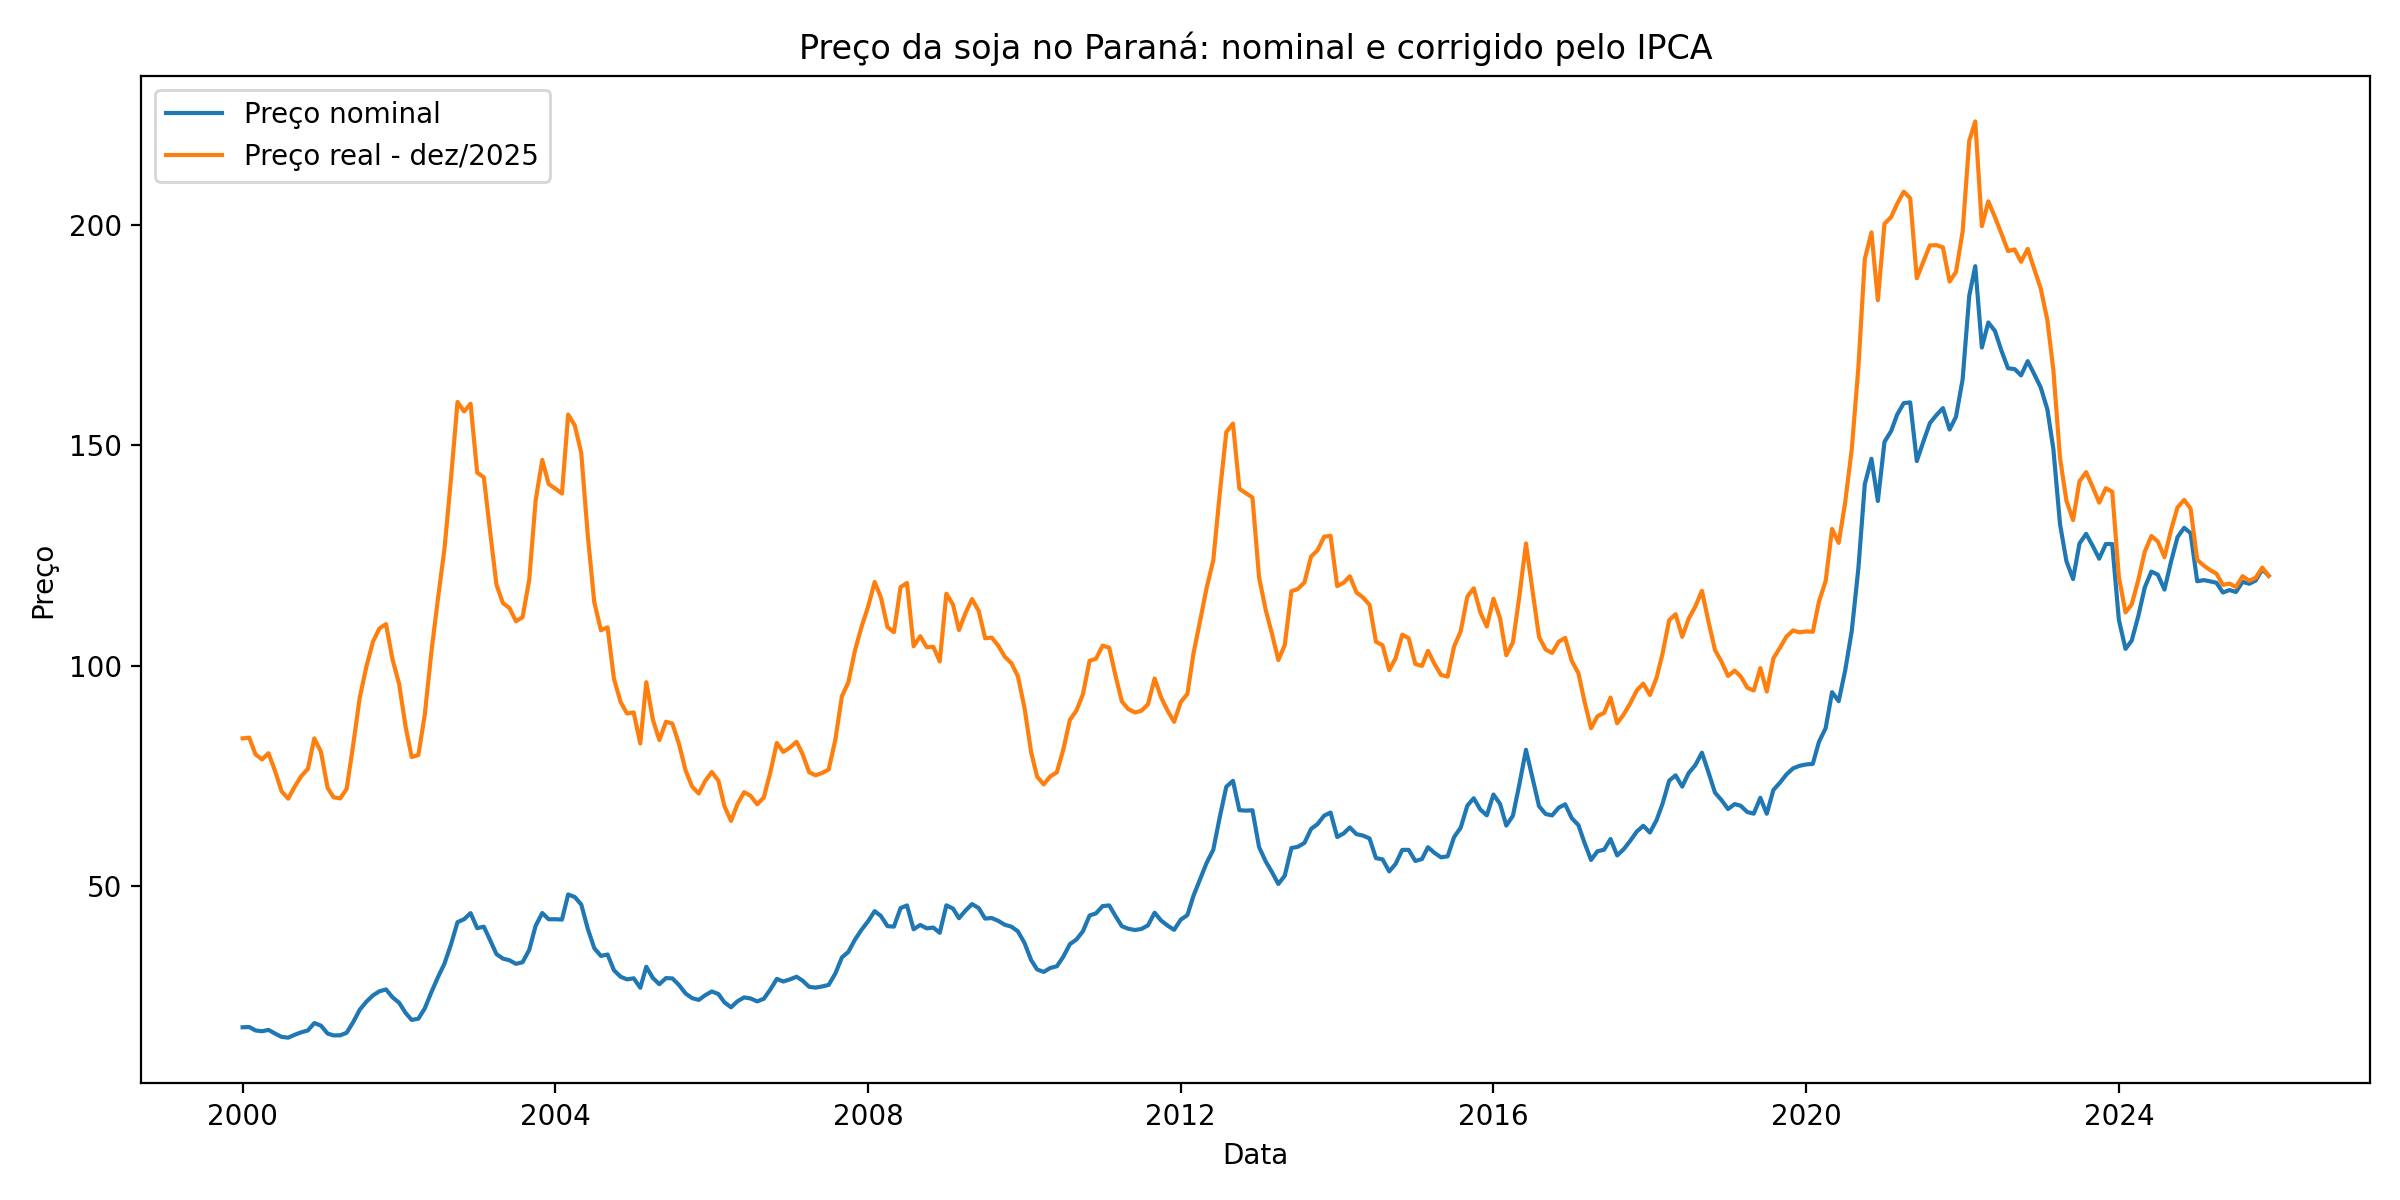 Preço da soja no Paraná: nominal e corrigido pelo IPCA
Preço nominal
Preço real - dez/2025
Preço
200
150
100
50
2000 2004 2008 2012 2016 2020 2024
Data